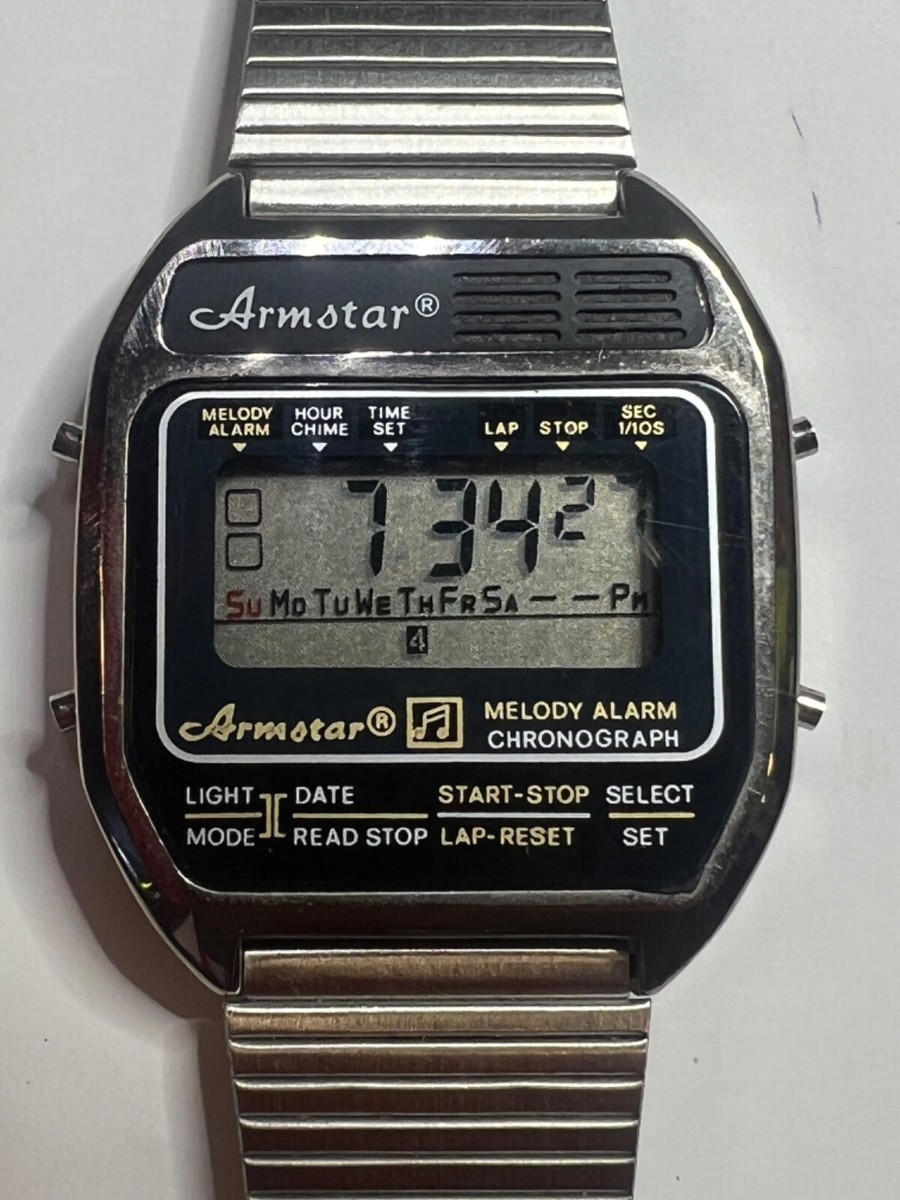 Armstar®
MELODY ALARM
HOUR CHIME
TIME SET
LAP
STOP
SEC 1/10S
7 34 2
Su Mo Tu We Th Fr Sa – – Pm
4
Armstar®
MELODY ALARM
CHRONOGRAPH
LIGHT DATE START-STOP SELECT
MODE READ STOP LAP-RESET SET